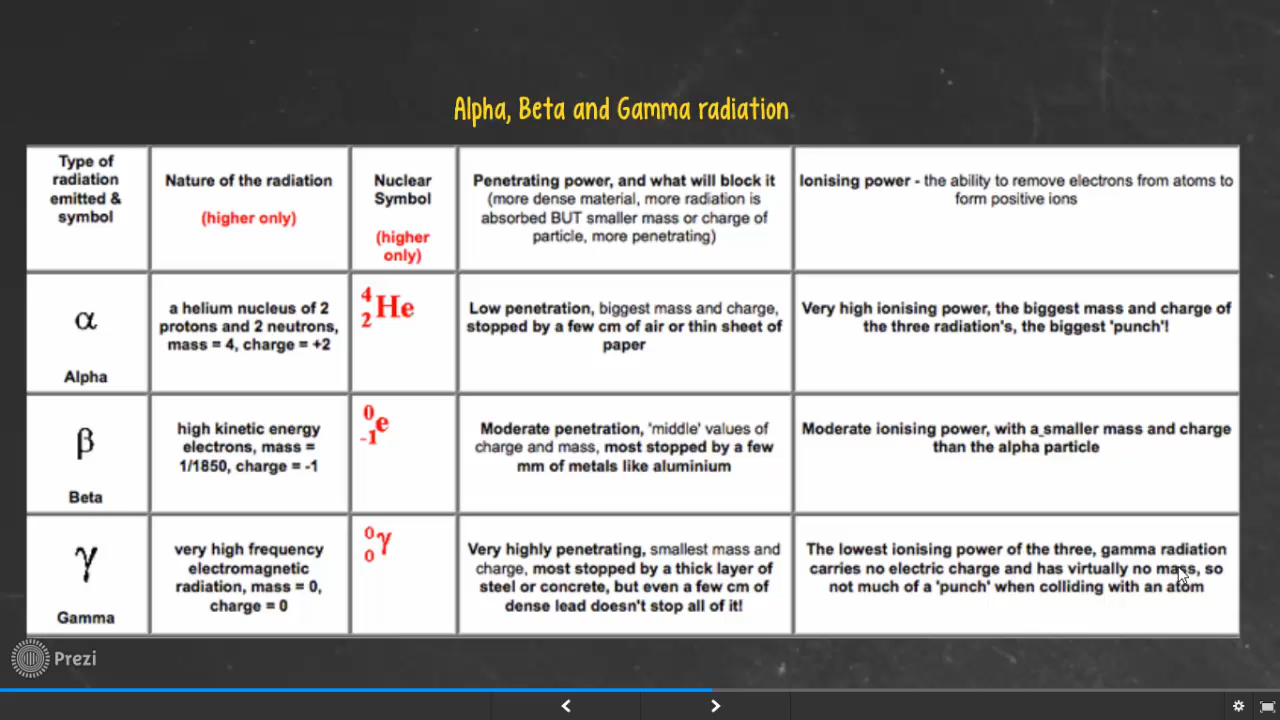 Alpha, Beta and Gamma radiation
Type of
radiation
emitted &
symbol
Nature of the radiation
(higher only)
Nuclear
Symbol
(higher
only)
Penetrating power, and what will block it
(more dense material, more radiation is
absorbed BUT smaller mass or charge of
particle, more penetrating)
Ionising power - the ability to remove electrons from atoms to
form positive ions
α
Alpha
a helium nucleus of 2
protons and 2 neutrons,
mass = 4, charge = +2
4
2 He
Low penetration, biggest mass and charge,
stopped by a few cm of air or thin sheet of
paper
Very high ionising power, the biggest mass and charge of
the three radiation's, the biggest 'punch'!
β
Beta
high kinetic energy
electrons, mass =
1/1850, charge = -1
0
-1 e
Moderate penetration, 'middle' values of
charge and mass, most stopped by a few
mm of metals like aluminium
Moderate ionising power, with a smaller mass and charge
than the alpha particle
γ
Gamma
very high frequency
electromagnetic
radiation, mass = 0,
charge = 0
0
0 γ
Very highly penetrating, smallest mass and
charge, most stopped by a thick layer of
steel or concrete, but even a few cm of
dense lead doesn't stop all of it!
The lowest ionising power of the three, gamma radiation
carries no electric charge and has virtually no mass, so
not much of a 'punch' when colliding with an atom
Prezi